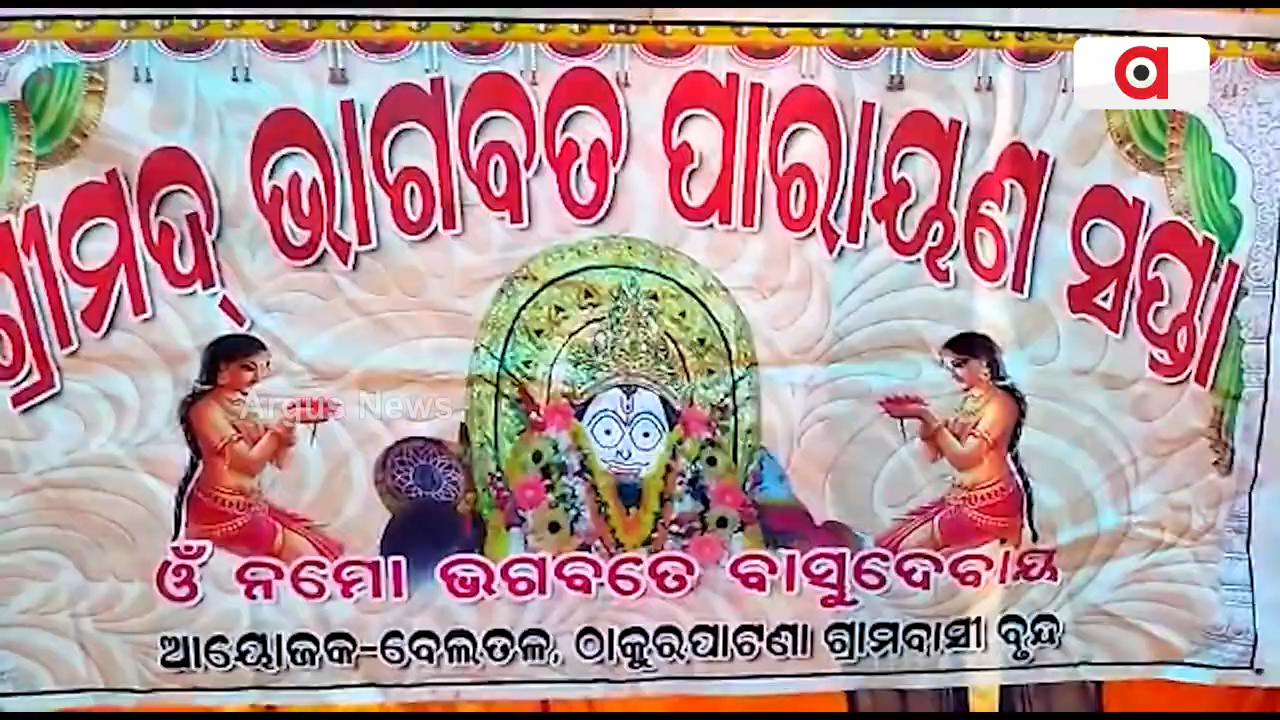 ଶ୍ରୀମଦ୍ ଭାଗବତ ପାରାୟଣ ସପ୍ତା
Argus News
ଓଁ ନମୋ ଭଗବତେ ବାସୁଦେବାୟ
ଆୟୋଜକ-ବେଲତଳ, ଠାକୁରପାଟଣା ଗ୍ରାମବାସୀ ବୃନ୍ଦ